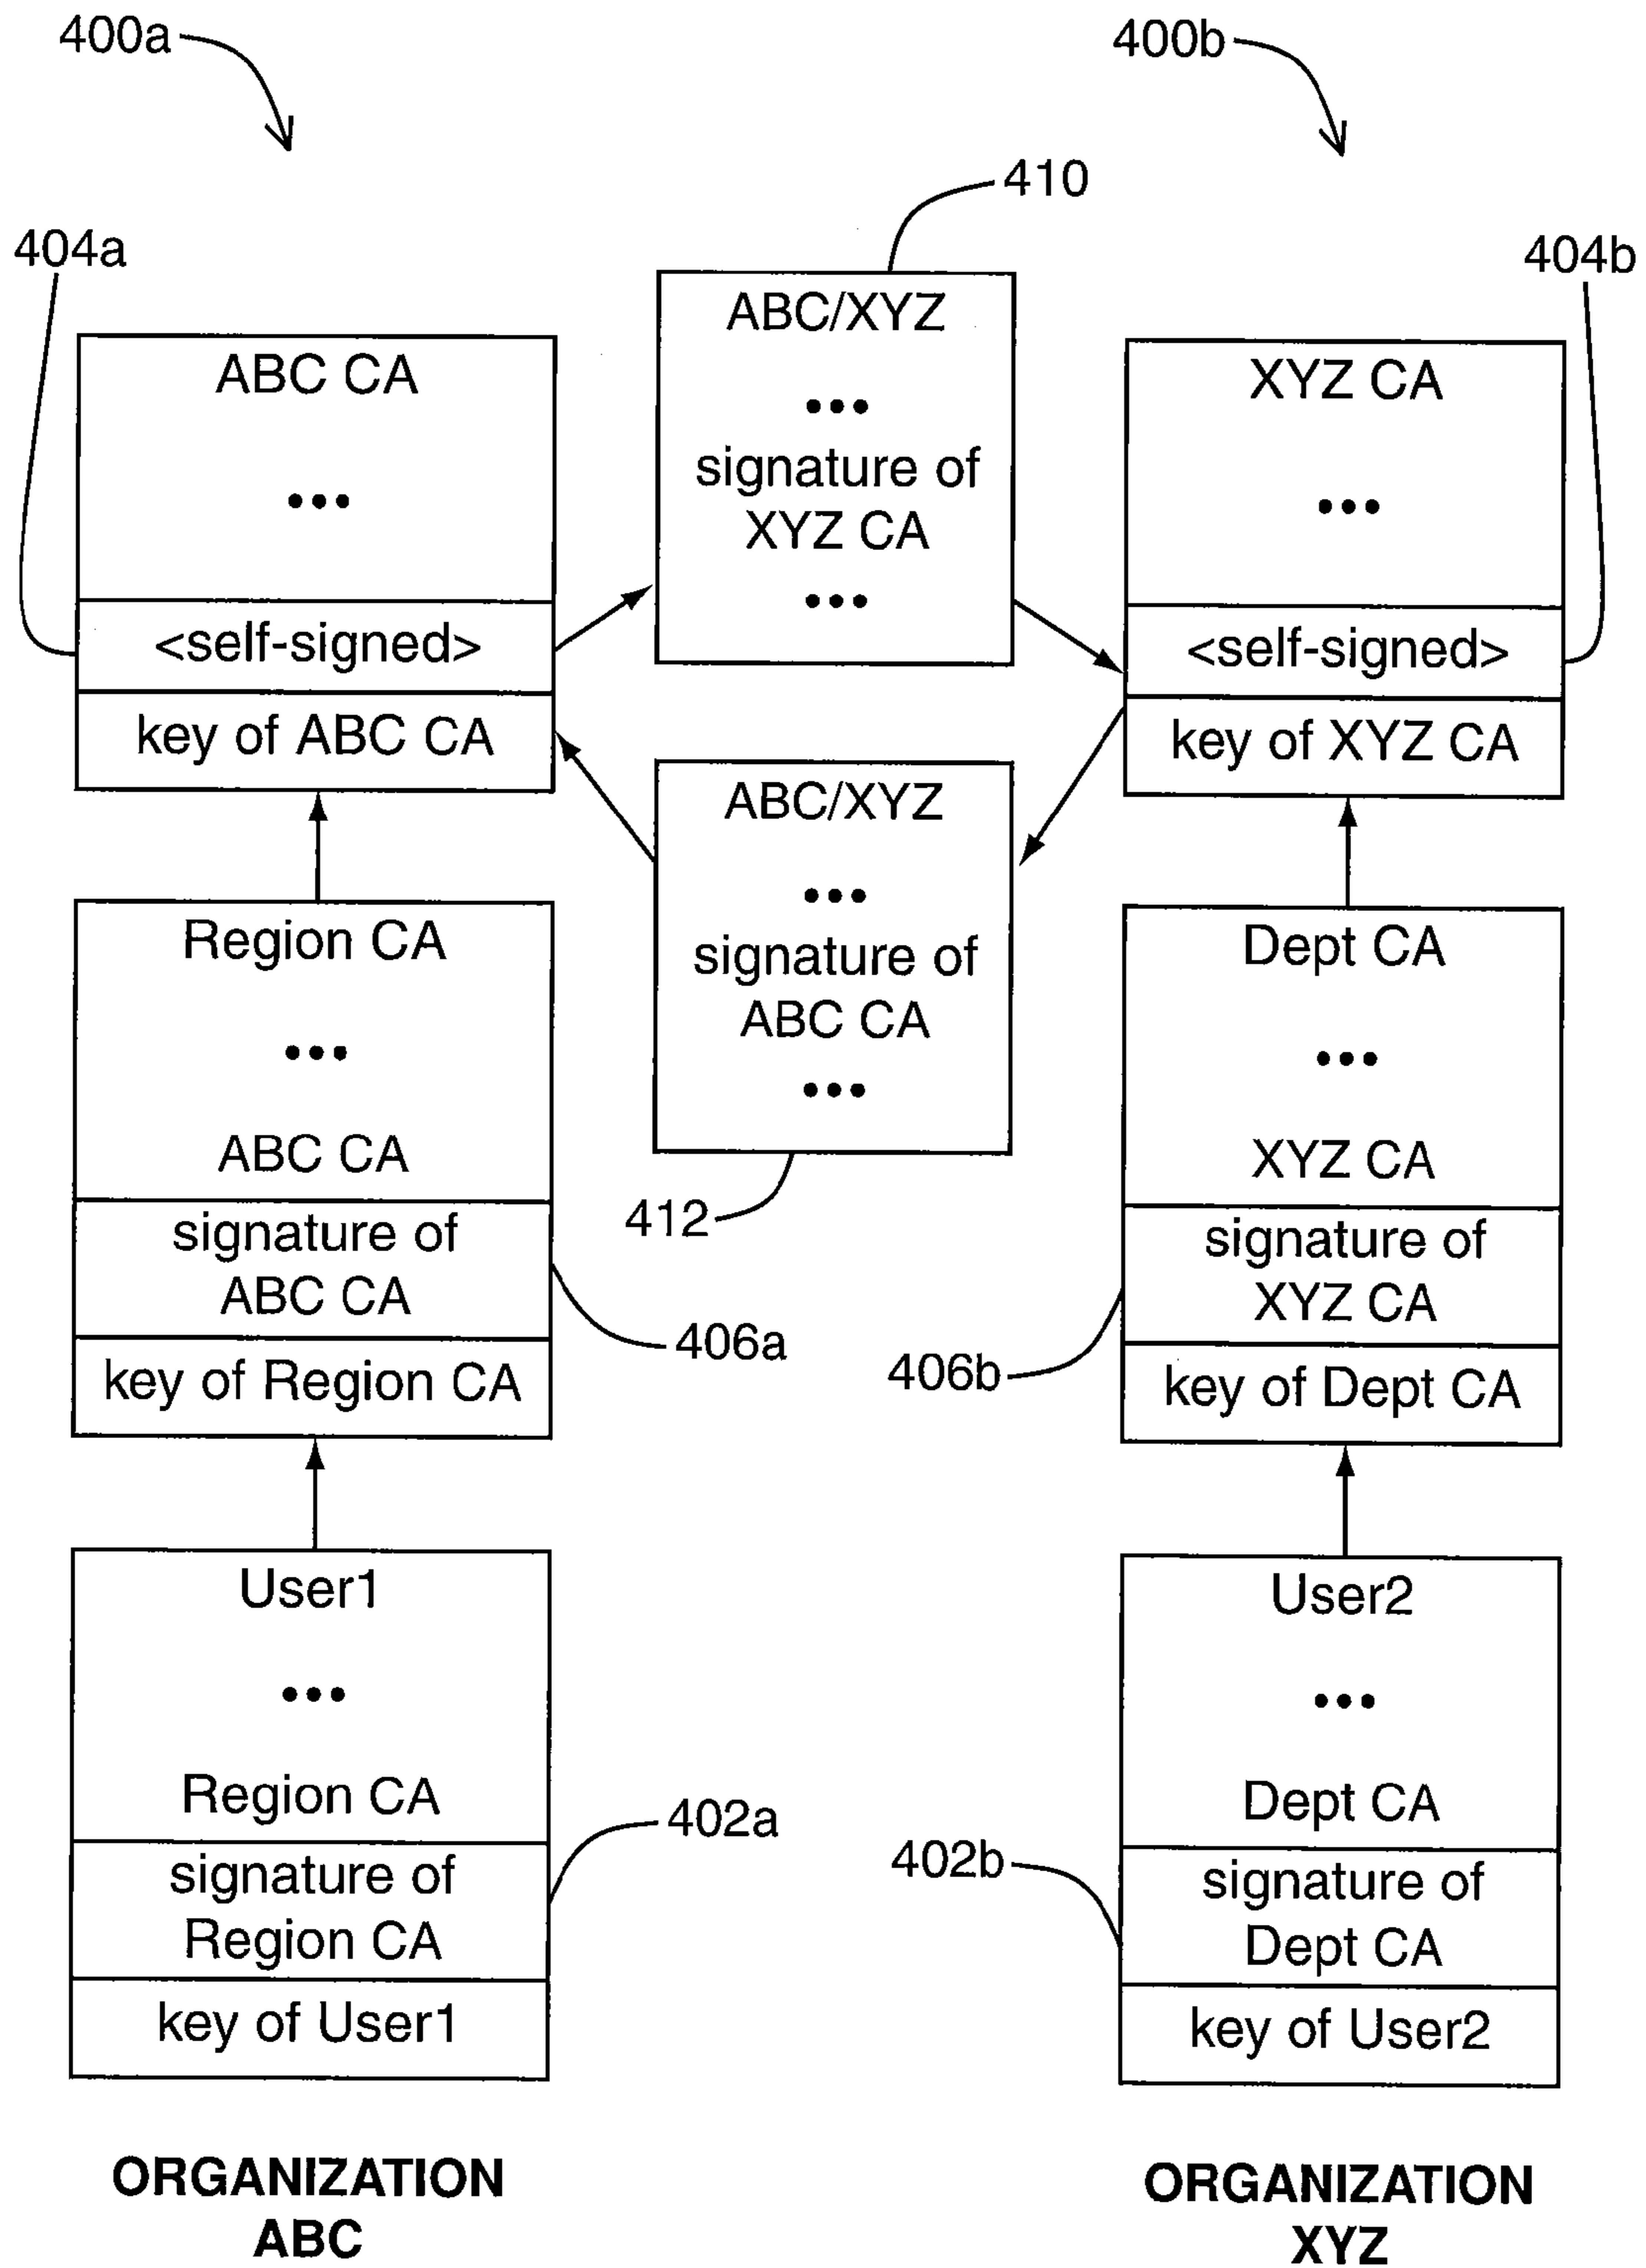 400a
400b
410
404a
404b
ABC/XYZ
•••
signature of
XYZ CA
•••
ABC CA
•••
<self-signed>
key of ABC CA
XYZ CA
•••
<self-signed>
key of XYZ CA
ABC/XYZ
•••
signature of
ABC CA
•••
412
Region CA
•••
ABC CA
signature of
ABC CA
key of Region CA
406a
Dept CA
•••
XYZ CA
signature of
XYZ CA
key of Dept CA
406b
User1
•••
Region CA
signature of
Region CA
key of User1
402a
User2
•••
Dept CA
signature of
Dept CA
key of User2
402b
ORGANIZATION
ABC
ORGANIZATION
XYZ